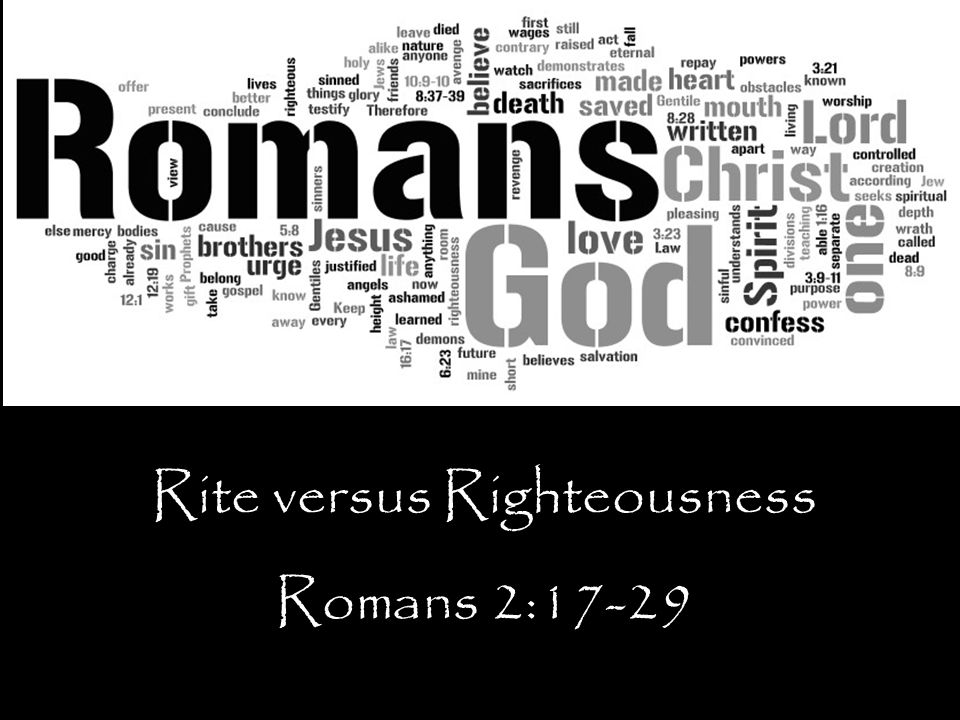 first
still
leave died
wages
act
fall
believe
alike nature
contrary raised
eternal
anyone
avenge
holy
Jews
friends
watch demonstrates
repay
powers
3:21
offer
lives
righteous
sinned
10:9-10
sacrifices
made heart
obstacles
known
better
things glory
8:37-39
death
saved
Gentile
mouth
living
worship
present conclude
testify
Therefore
8:28
Lord
Romans
view
sinners
revenge
written
apart
way
controlled
Christ
creation
according Jew
seeks spiritual
else mercy bodies
cause
5:8
Jesus
anything
room
love
3:23
pleasing
understands
Spirit
divisions
teaching
able 1:16
separate
one
depth
wrath
good
charge
already
sin
Prophets
brothers
God
Law
called
dead
12:19
urge
Gentiles
justified life
righteousness
sinful
3:9-11
8:9
12:1
works
gift
take
belong
angels
now
purpose
gospel
know
Keep
height
ashamed
power
away every
learned
confess
law
demons
convinced
16:17
6:23
future
believes salvation
mine
short
Rite versus Righteousness
Romans 2:17-29